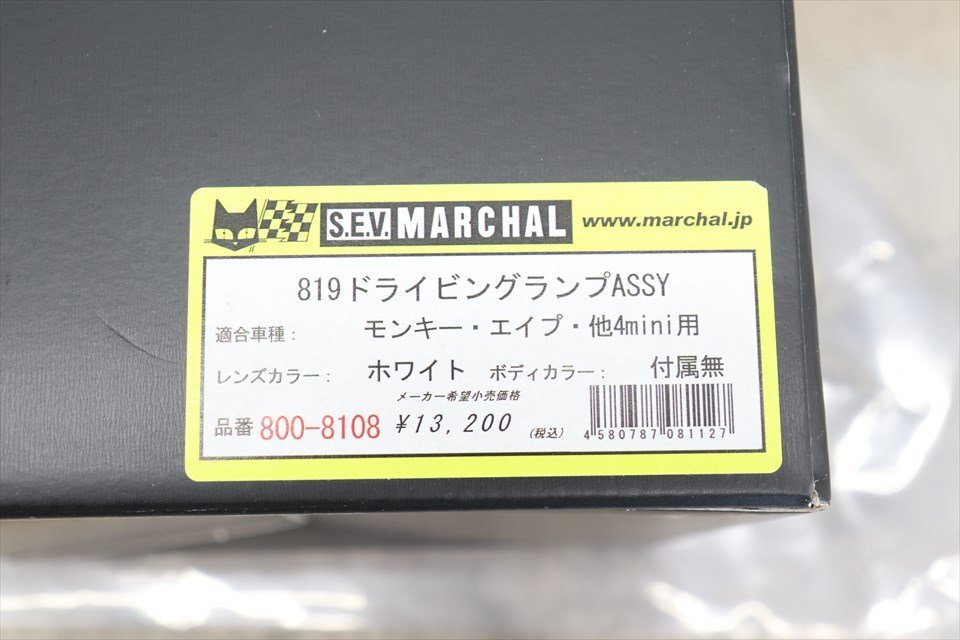 S.E.V. MARCHAL www.marchal.jp
819ドライビングランプASSY
適合車種： モンキー・エイプ・他4mini用
レンズカラー： ホワイト ボディカラー： 付属無
メーカー希望小売価格
品番 800-8108 ¥13,200 (税込)
4 580787 081127